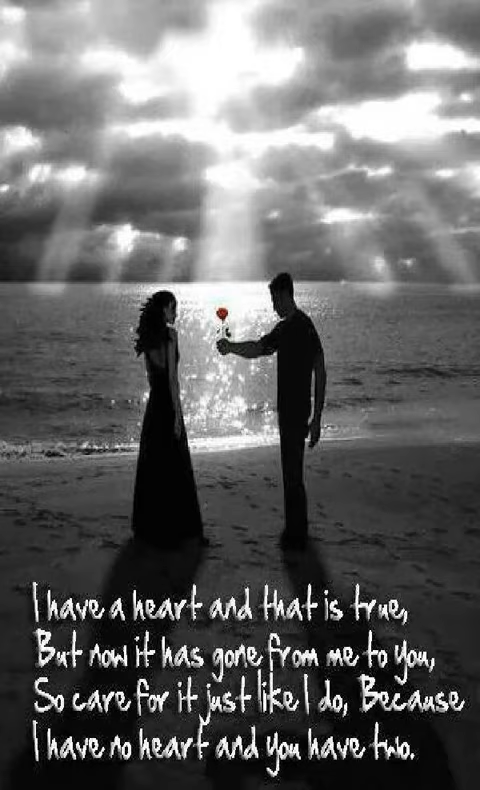 I have a heart and that is true,
But now it has gone from me to you,
So care for it just like I do, Because
I have no heart and you have two.